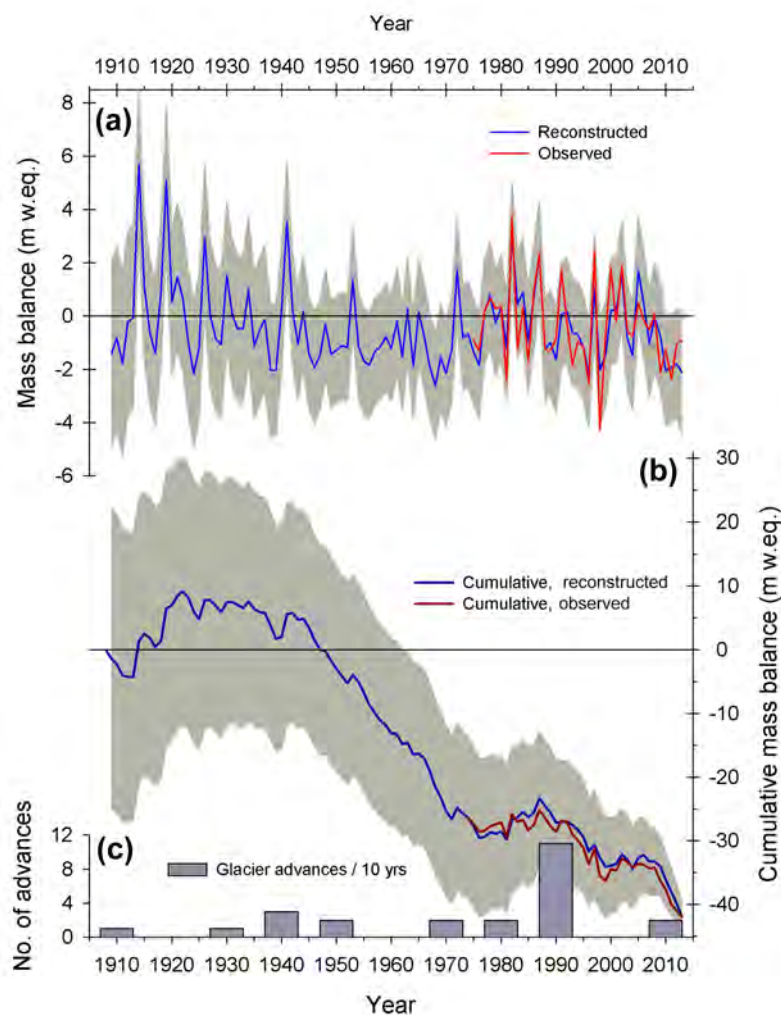 Year
1910 1920 1930 1940 1950 1960 1970 1980 1990 2000 2010
(a)
Reconstructed
Observed
Mass balance (m w.eq.)
8
6
4
2
0
-2
-4
-6
(b)
Cumulative, reconstructed
Cumulative, observed
Cumulative mass balance (m w.eq.)
30
20
10
0
-10
-20
-30
-40
(c)
Glacier advances / 10 yrs
No. of advances
12
8
4
0
1910 1920 1930 1940 1950 1960 1970 1980 1990 2000 2010
Year